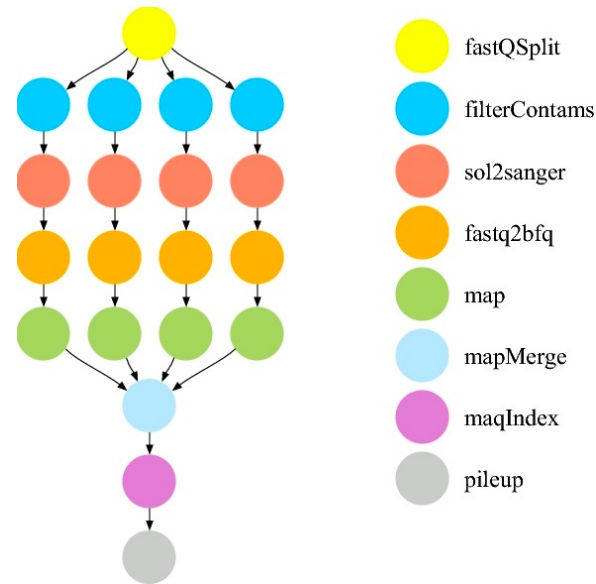 fastQSplit
filterContams
sol2sanger
fastq2bfq
map
mapMerge
maqIndex
pileup